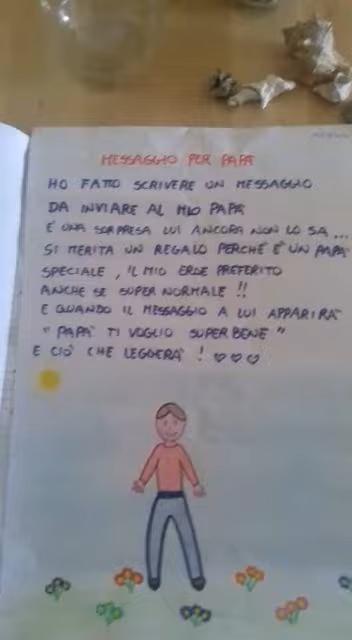 MESSAGGIO PER PAPÀ
HO FATTO SCRIVERE UN MESSAGGIO
DA INVIARE AL MIO PAPÀ
È UNA SORPRESA LUI ANCORA NON LO SA...
SI MERITA UN REGALO PERCHÉ È UN PAPÀ
SPECIALE, IL MIO EROE PREFERITO
ANCHE SE SUPER NORMALE !!
E QUANDO IL MESSAGGIO A LUI APPARIRÀ
"PAPÀ TI VOGLIO SUPER BENE"
È CIÒ CHE LEGGERÀ ! ♡♡♡